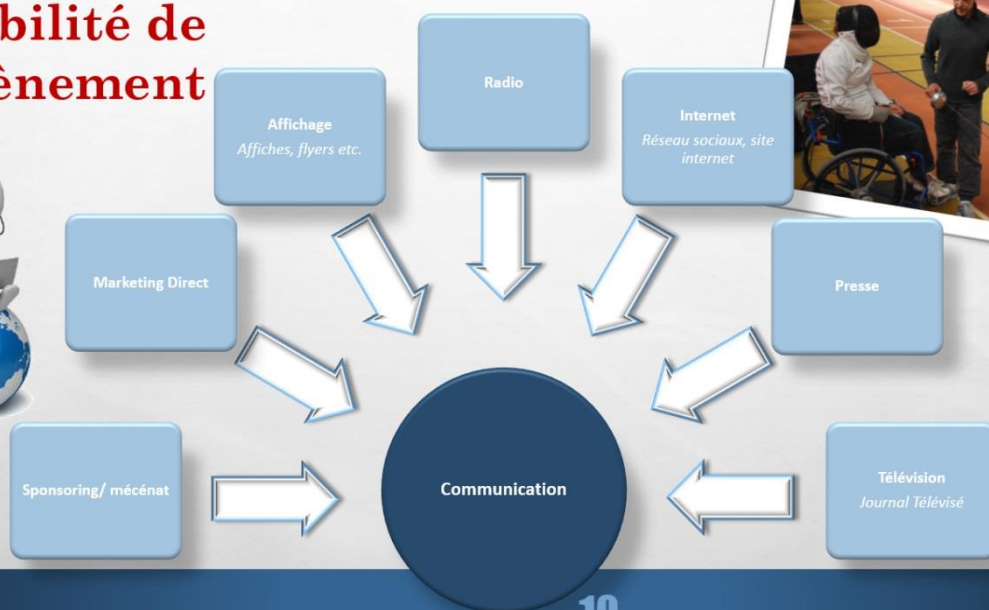 bilité de
ènement
Radio
Affichage
Affiches, flyers etc.
Internet
Réseau sociaux, site
internet
Marketing Direct
Presse
Sponsoring/ mécénat
Communication
Télévision
Journal Télévisé